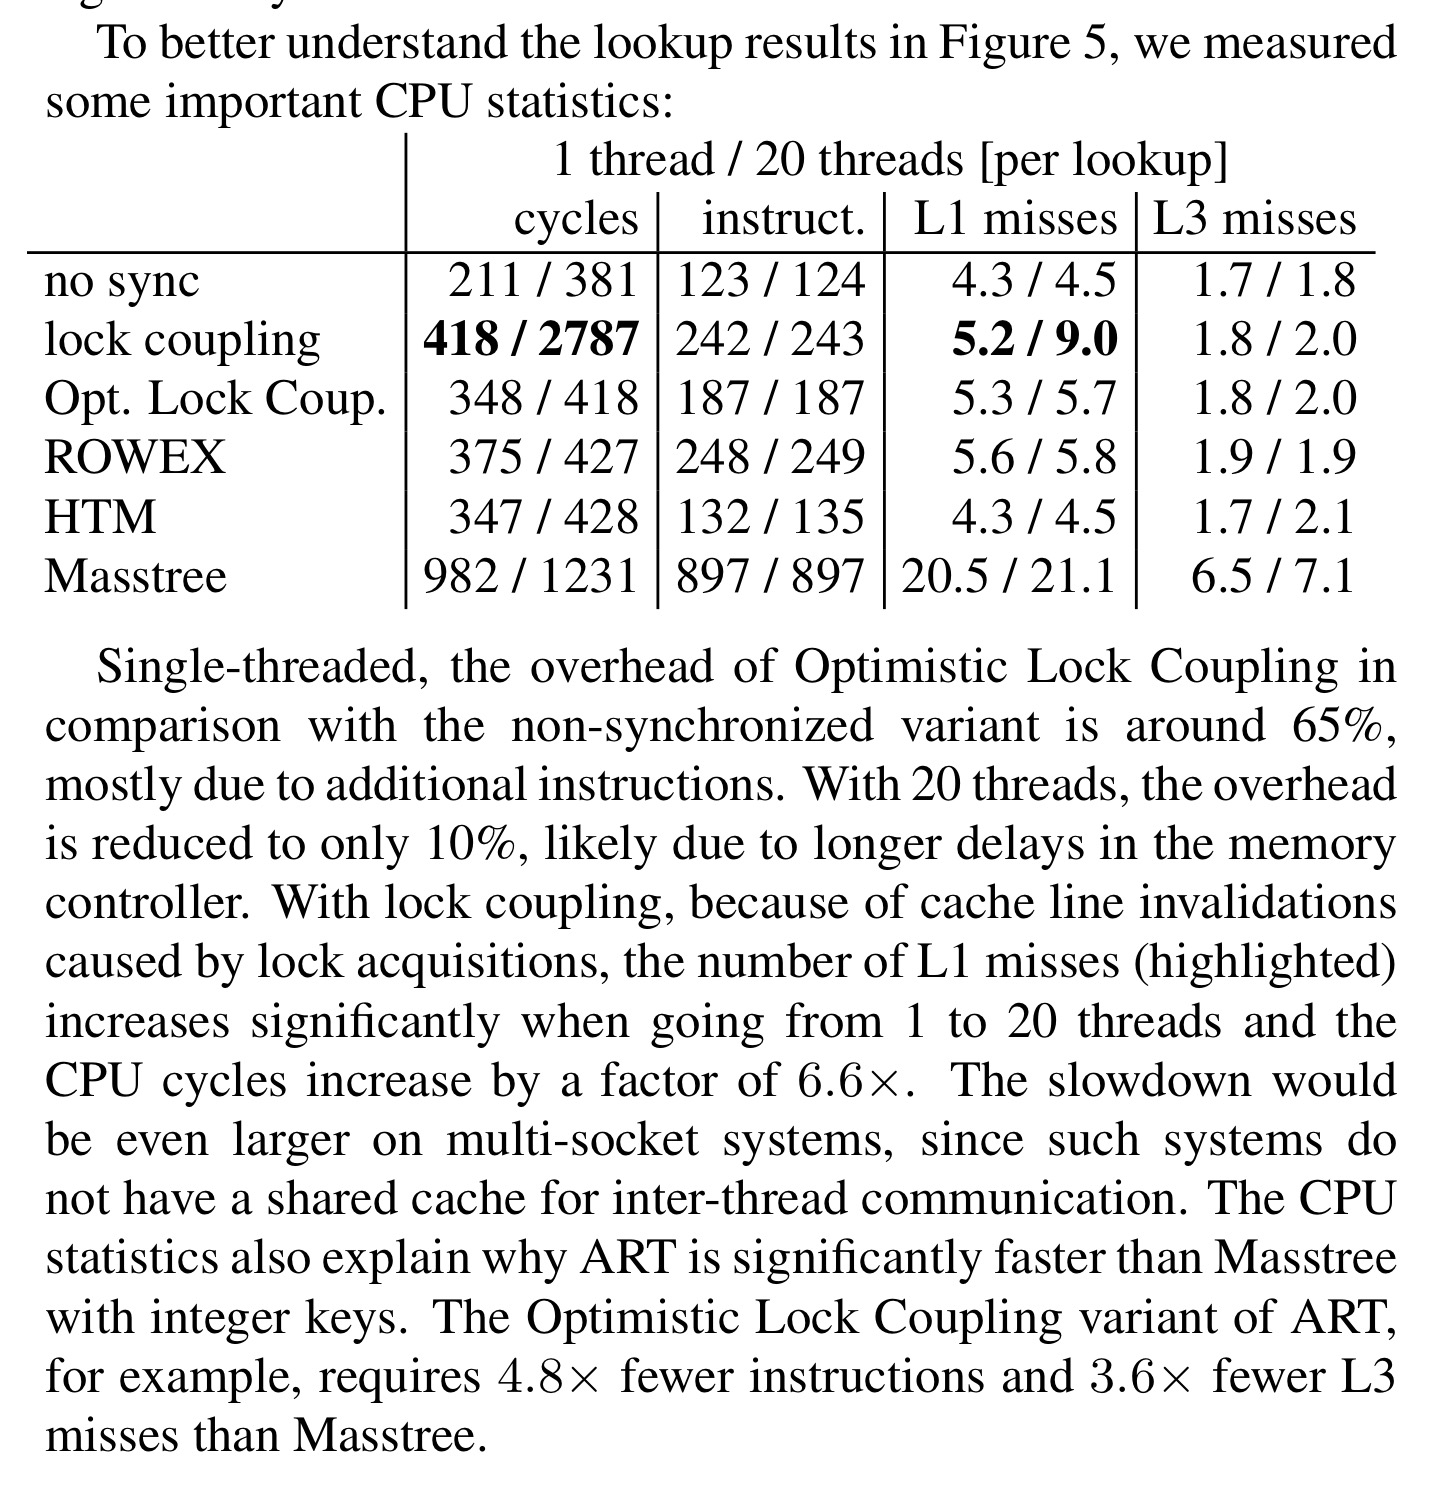 To better understand the lookup results in Figure 5, we measured
some important CPU statistics:
1 thread / 20 threads [per lookup]
cycles instruct. L1 misses L3 misses
no sync 211 / 381 123 / 124 4.3 / 4.5 1.7 / 1.8
lock coupling 418 / 2787 242 / 243 5.2 / 9.0 1.8 / 2.0
Opt. Lock Coup. 348 / 418 187 / 187 5.3 / 5.7 1.8 / 2.0
ROWEX 375 / 427 248 / 249 5.6 / 5.8 1.9 / 1.9
HTM 347 / 428 132 / 135 4.3 / 4.5 1.7 / 2.1
Masstree 982 / 1231 897 / 897 20.5 / 21.1 6.5 / 7.1
Single-threaded, the overhead of Optimistic Lock Coupling in
comparison with the non-synchronized variant is around 65%,
mostly due to additional instructions. With 20 threads, the overhead
is reduced to only 10%, likely due to longer delays in the memory
controller. With lock coupling, because of cache line invalidations
caused by lock acquisitions, the number of L1 misses (highlighted)
increases significantly when going from 1 to 20 threads and the
CPU cycles increase by a factor of 6.6×. The slowdown would
be even larger on multi-socket systems, since such systems do
not have a shared cache for inter-thread communication. The CPU
statistics also explain why ART is significantly faster than Masstree
with integer keys. The Optimistic Lock Coupling variant of ART,
for example, requires 4.8× fewer instructions and 3.6× fewer L3
misses than Masstree.